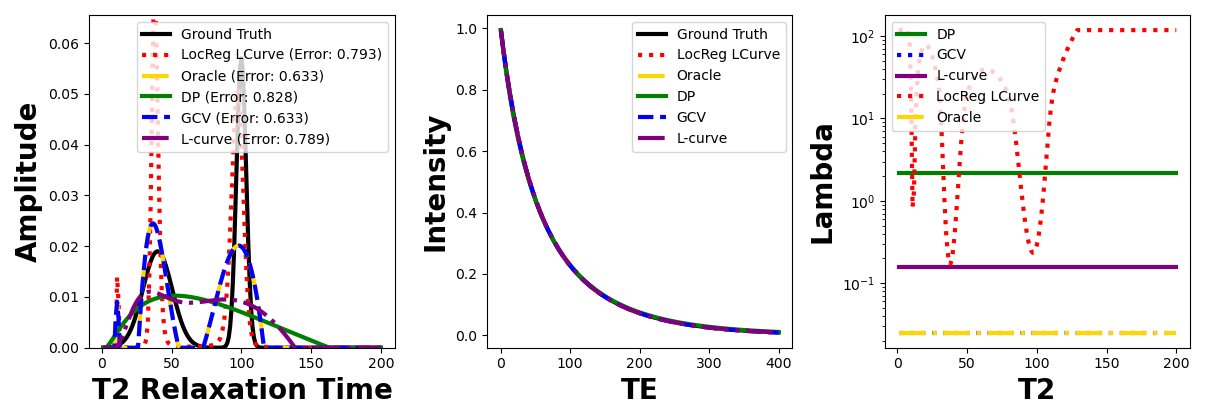 Amplitude
0.06
0.05
0.04
0.03
0.02
0.01
0.00
Ground Truth
LocReg LCurve (Error: 0.793)
Oracle (Error: 0.633)
DP (Error: 0.828)
GCV (Error: 0.633)
L-curve (Error: 0.789)
0 50 100 150 200
T2 Relaxation Time
Intensity
1.0
0.8
0.6
0.4
0.2
0.0
Ground Truth
LocReg LCurve
Oracle
DP
GCV
L-curve
0 100 200 300 400
TE
Lambda
10²
10¹
10⁰
10⁻¹
DP
GCV
L-curve
LocReg LCurve
Oracle
0 50 100 150 200
T2